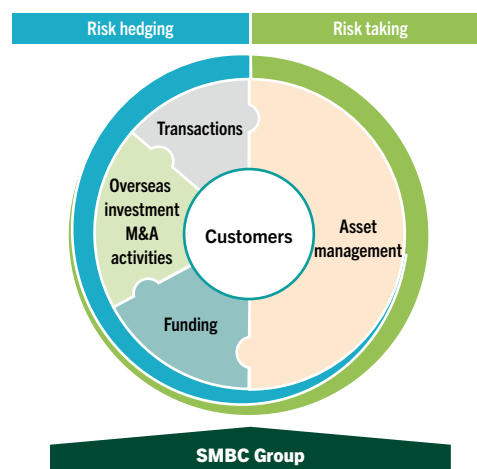 Risk hedging
Risk taking
Transactions
Overseas
investment
M&A
activities
Customers
Asset
management
Funding
SMBC Group